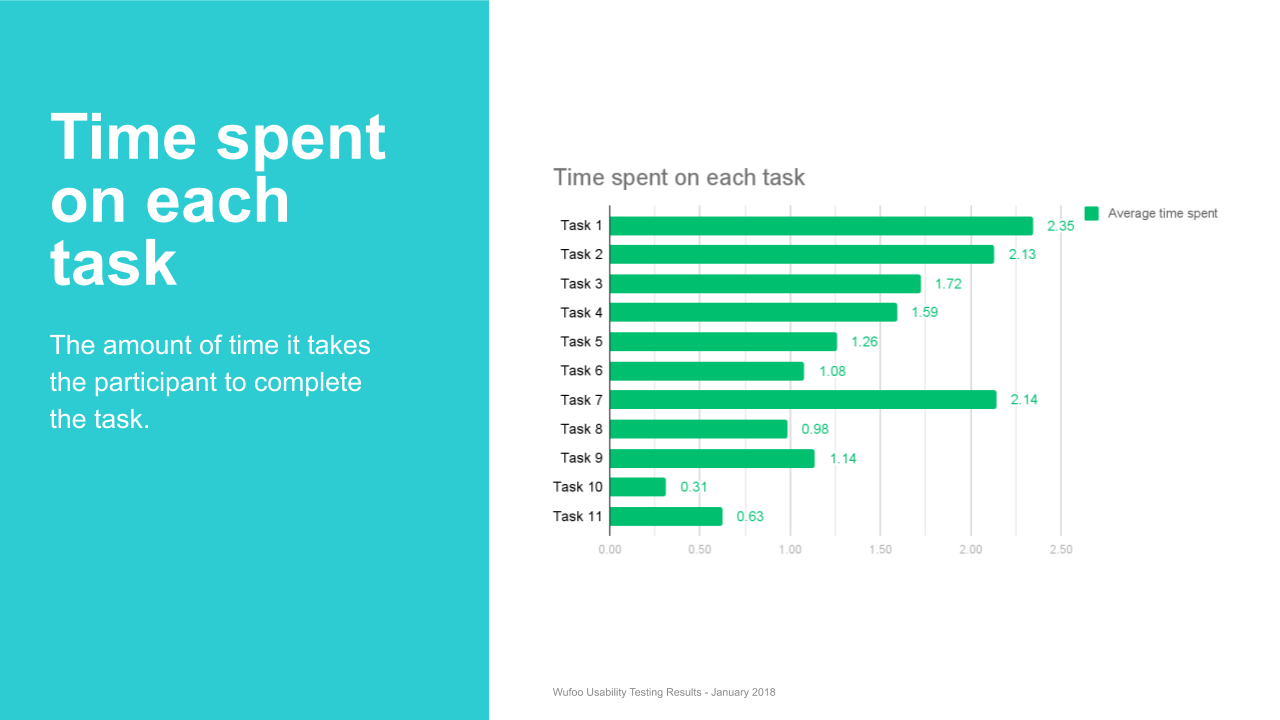 Time spent
on each
task
The amount of time it takes
the participant to complete
the task.
Time spent on each task
Average time spent
Task 1 2.35
Task 2 2.13
Task 3 1.72
Task 4 1.59
Task 5 1.26
Task 6 1.08
Task 7 2.14
Task 8 0.98
Task 9 1.14
Task 10 0.31
Task 11 0.63
0.00 0.50 1.00 1.50 2.00 2.50
Wufoo Usability Testing Results - January 2018